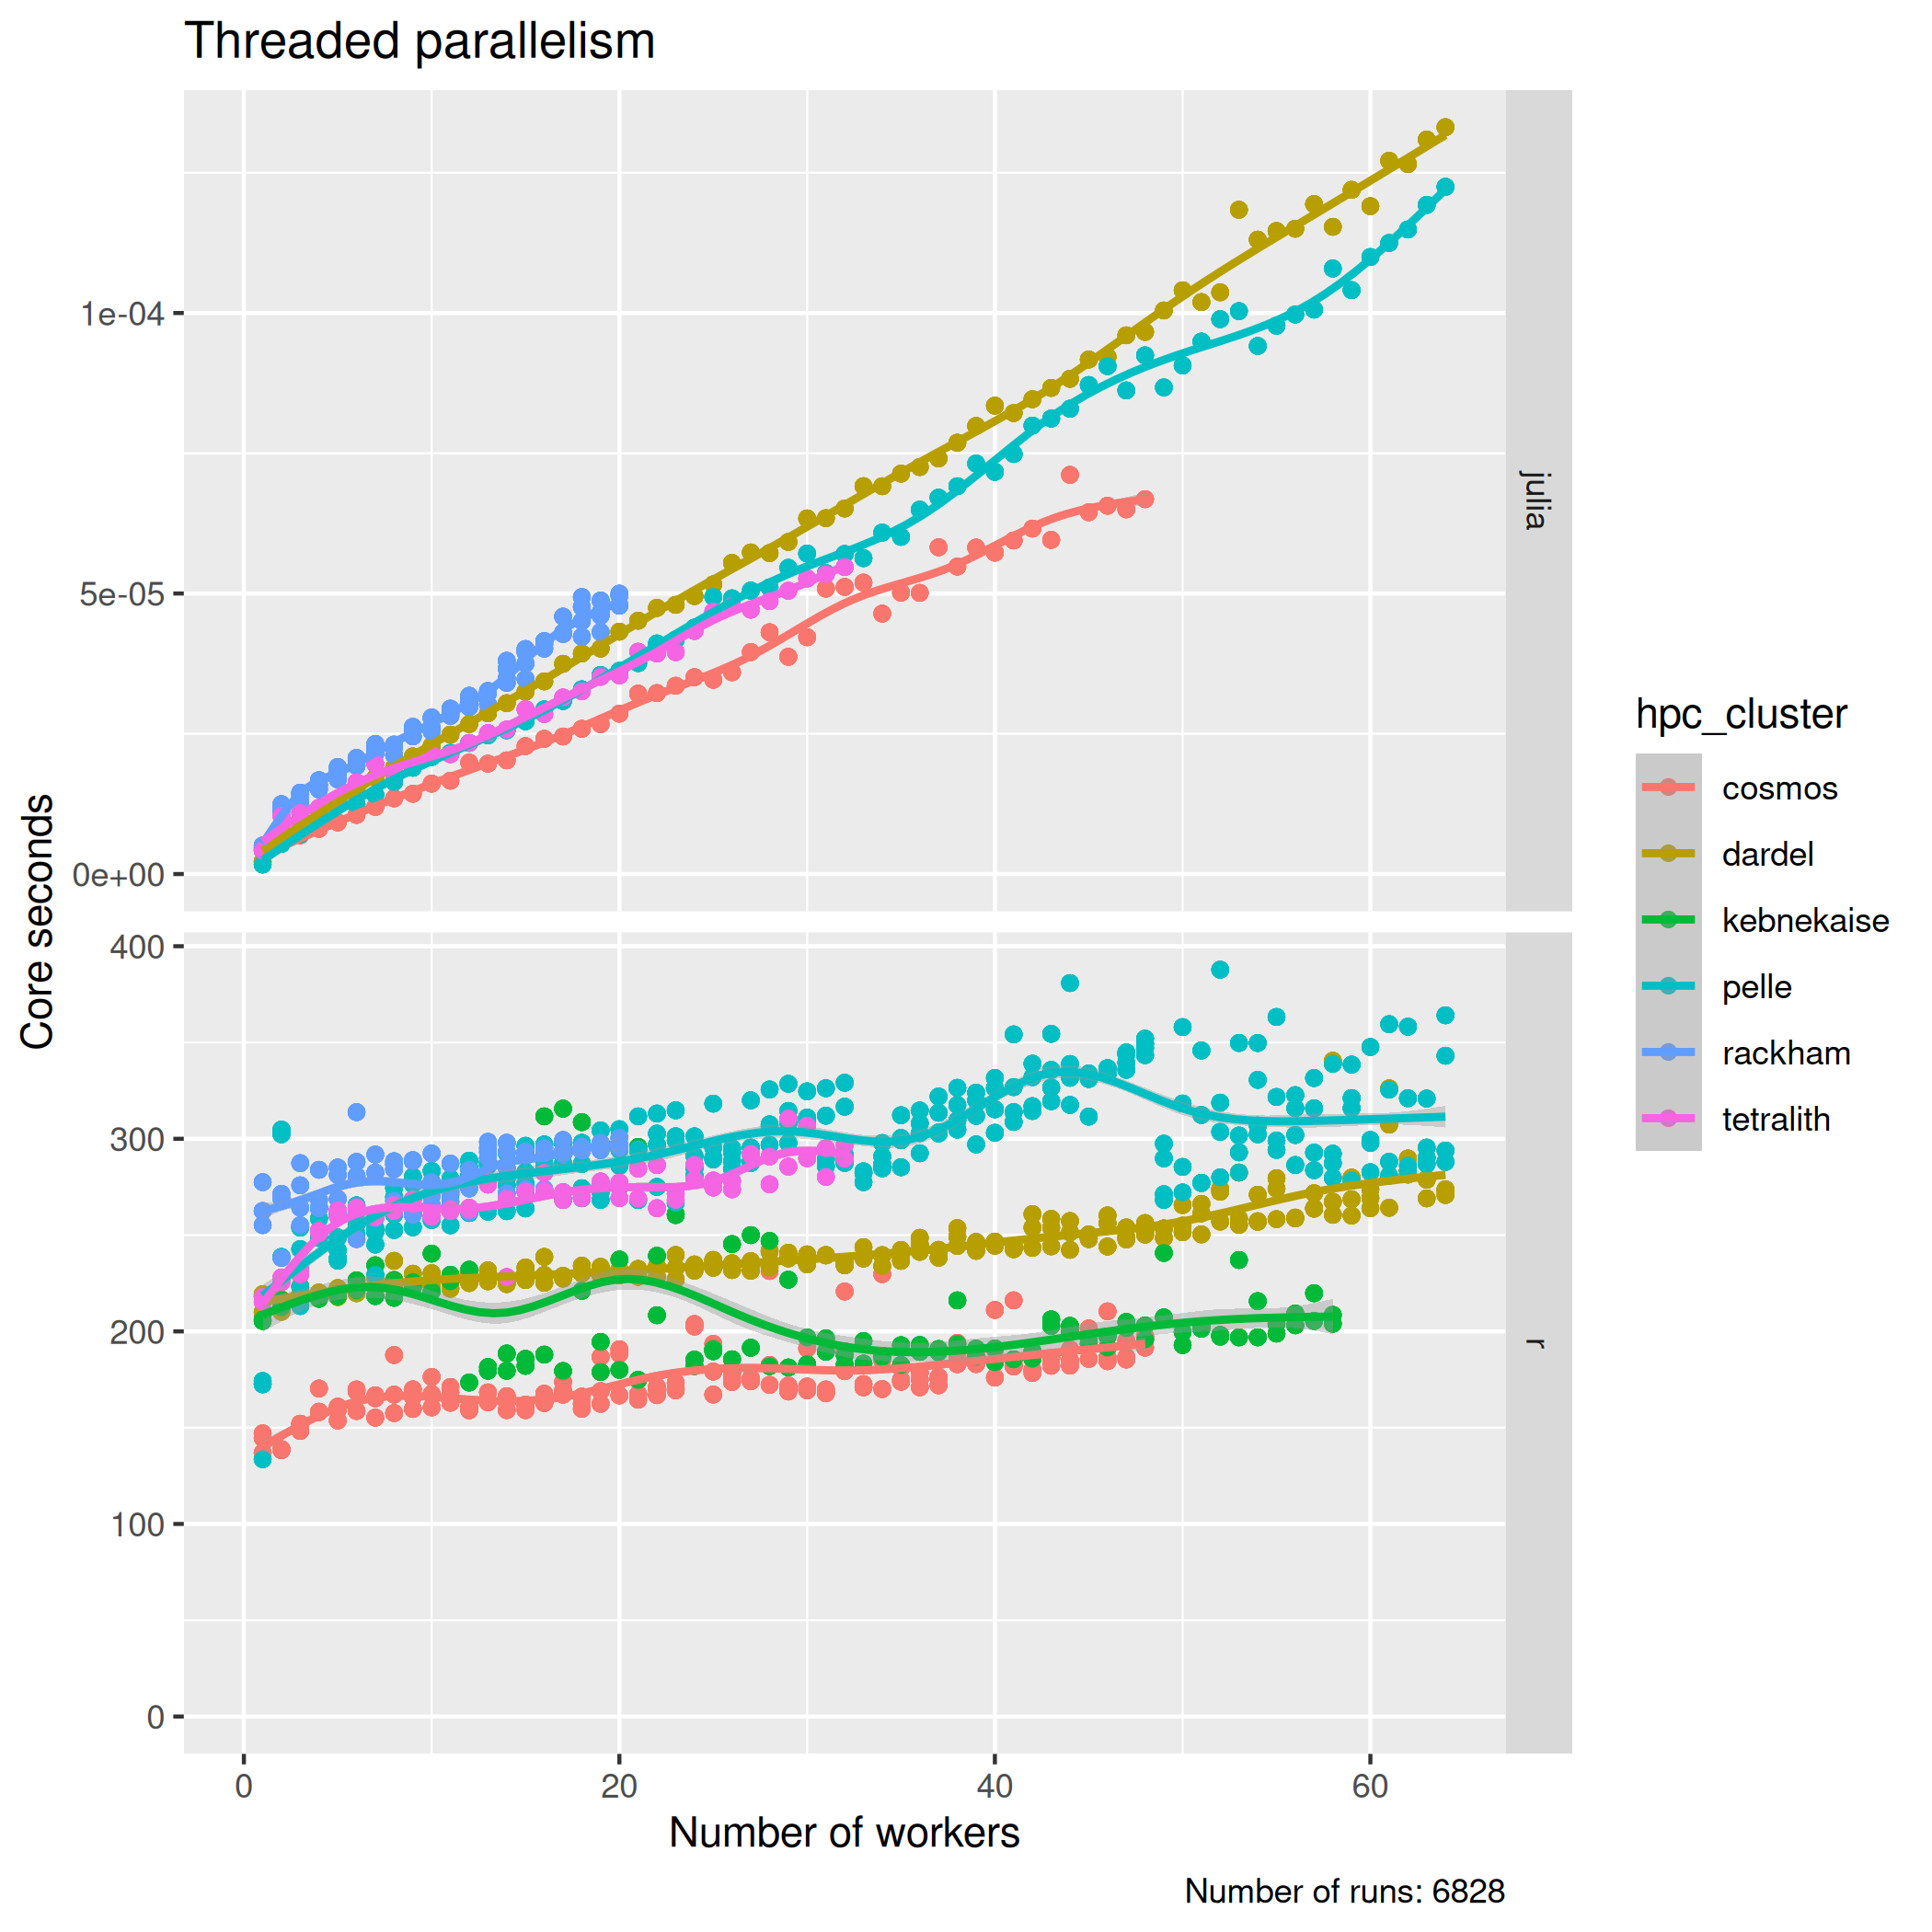 Threaded parallelism
1e-04
5e-05
0e+00
julia
400
300
200
100
0
r
0 20 40 60
Core seconds
Number of workers
hpc_cluster
cosmos
dardel
kebnekaise
pelle
rackham
tetralith
Number of runs: 6828